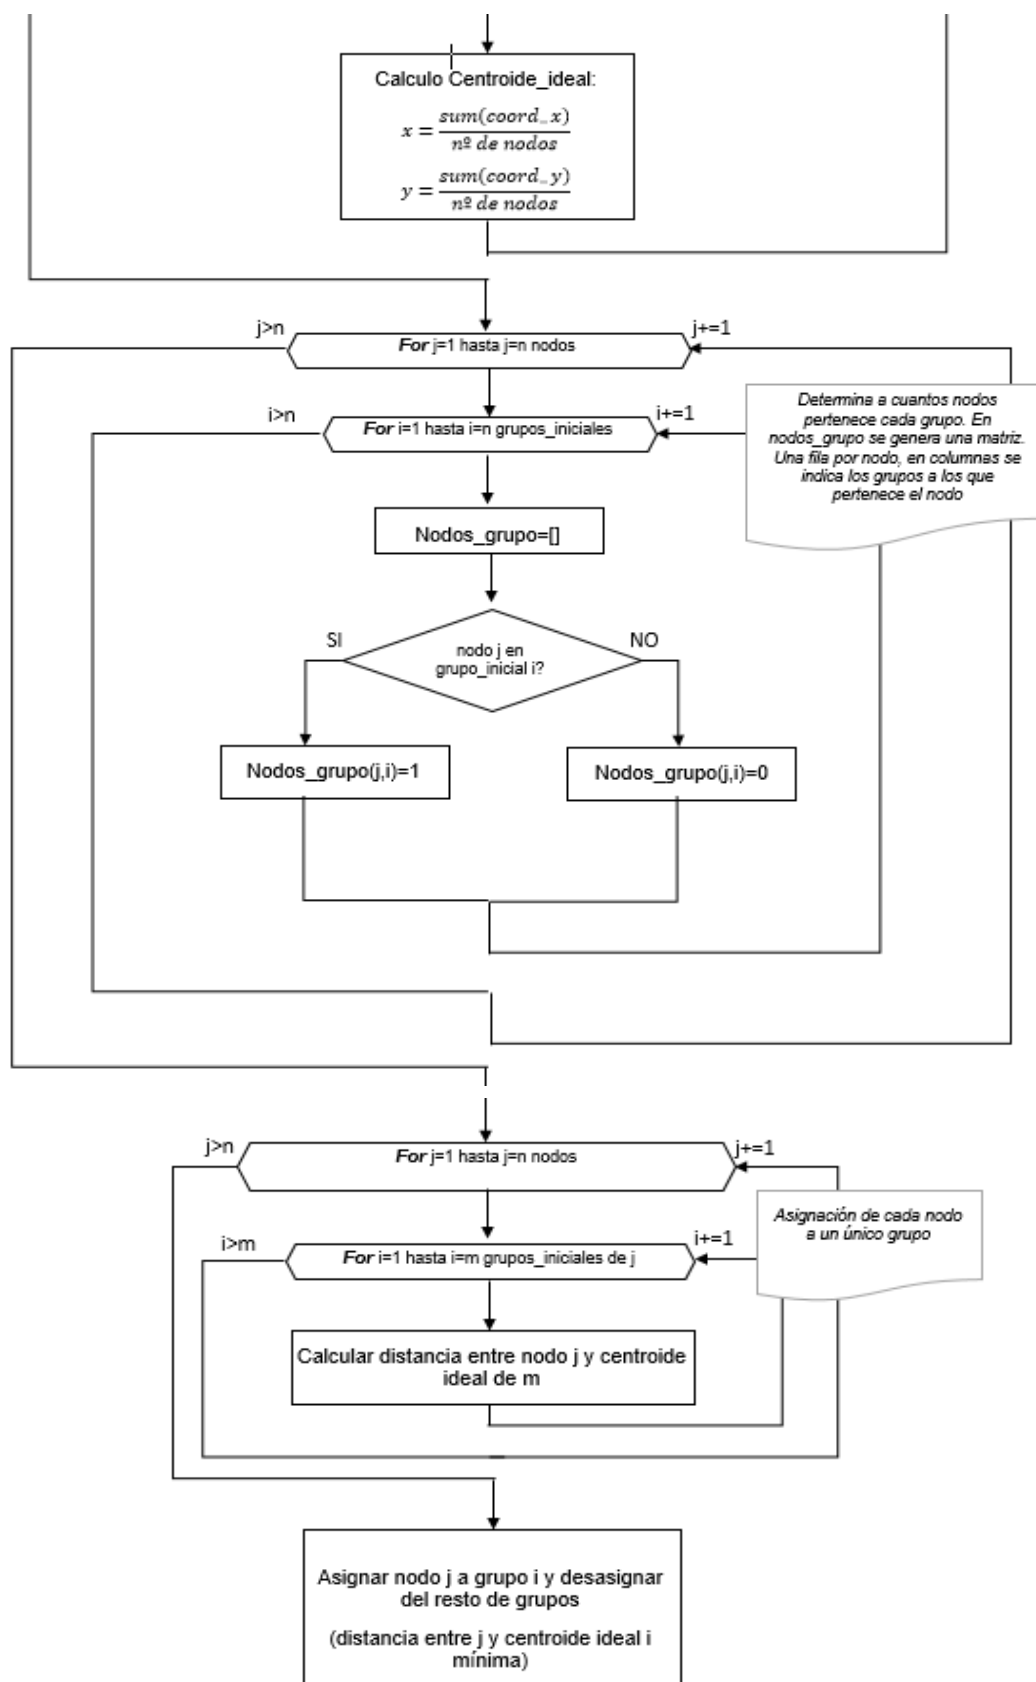 Calculo Centroide_ideal:
x = sum(coord_x) / nº de nodos
y = sum(coord_y) / nº de nodos
j>n
For j=1 hasta j=n nodos
j+=1
i>n
For i=1 hasta i=n grupos_iniciales
i+=1
Determina a cuantos nodos
pertenece cada grupo. En
nodos_grupo se genera una matriz.
Una fila por nodo, en columnas se
indica los grupos a los que
pertenece el nodo
Nodos_grupo=[]
SI
nodo j en
grupo_inicial i?
NO
Nodos_grupo(j,i)=1
Nodos_grupo(j,i)=0
j>n
For j=1 hasta j=n nodos
j+=1
i>m
For i=1 hasta i=m grupos_iniciales de j
i+=1
Asignación de cada nodo
a un único grupo
Calcular distancia entre nodo j y centroide
ideal de m
Asignar nodo j a grupo i y desasignar
del resto de grupos
(distancia entre j y centroide ideal i
mínima)